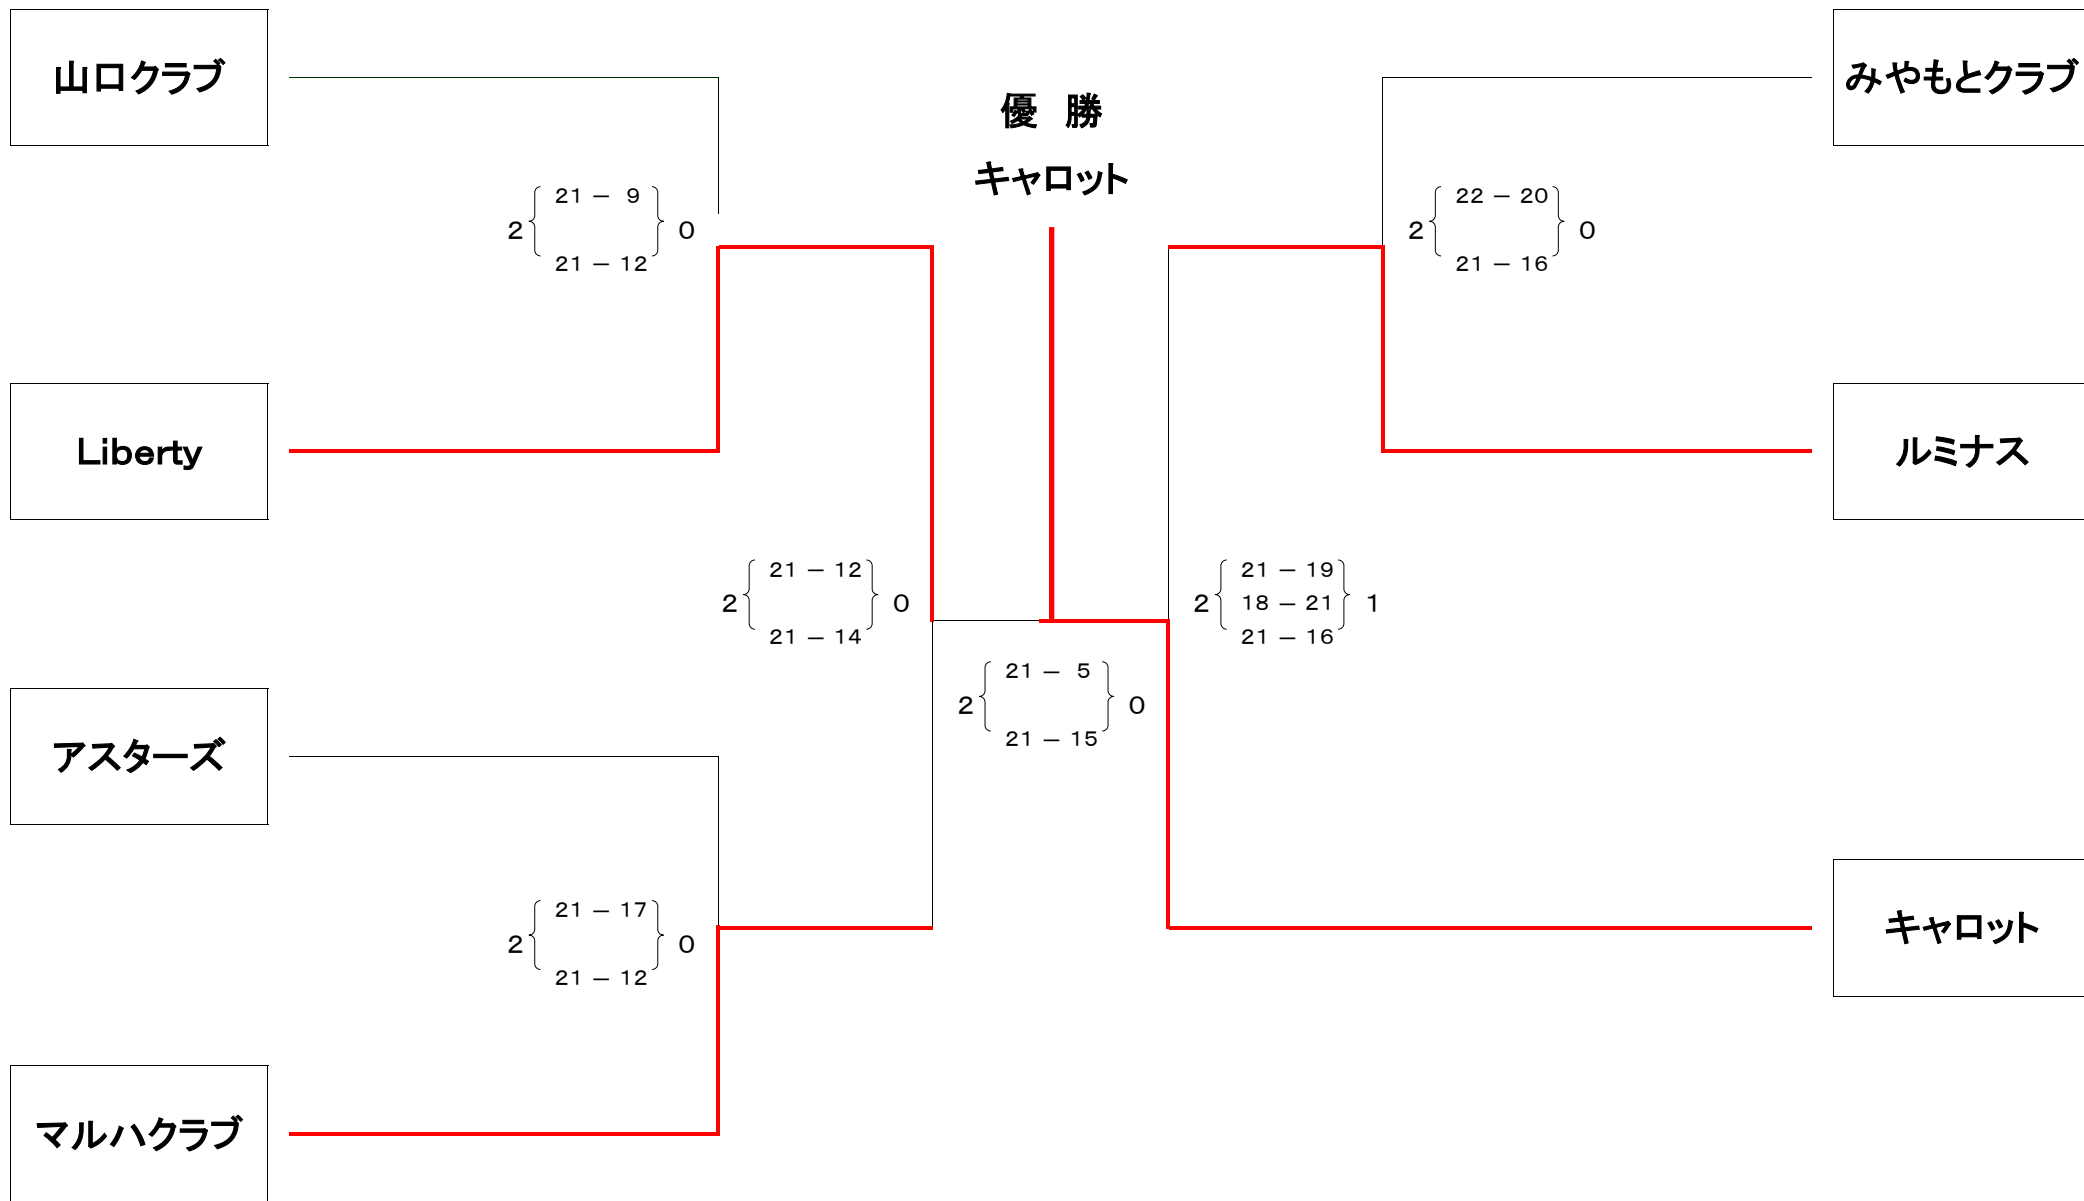 山口クラブ
みやもとクラブ
優　勝
キャロット
21 － 9
2 0
21 － 12
22 － 20
2 0
21 － 16
Liberty
ルミナス
21 － 12
2 0
21 － 14
21 － 19
2 18 － 21 1
21 － 16
21 － 5
2 0
21 － 15
アスターズ
キャロット
21 － 17
2 0
21 － 12
マルハクラブ